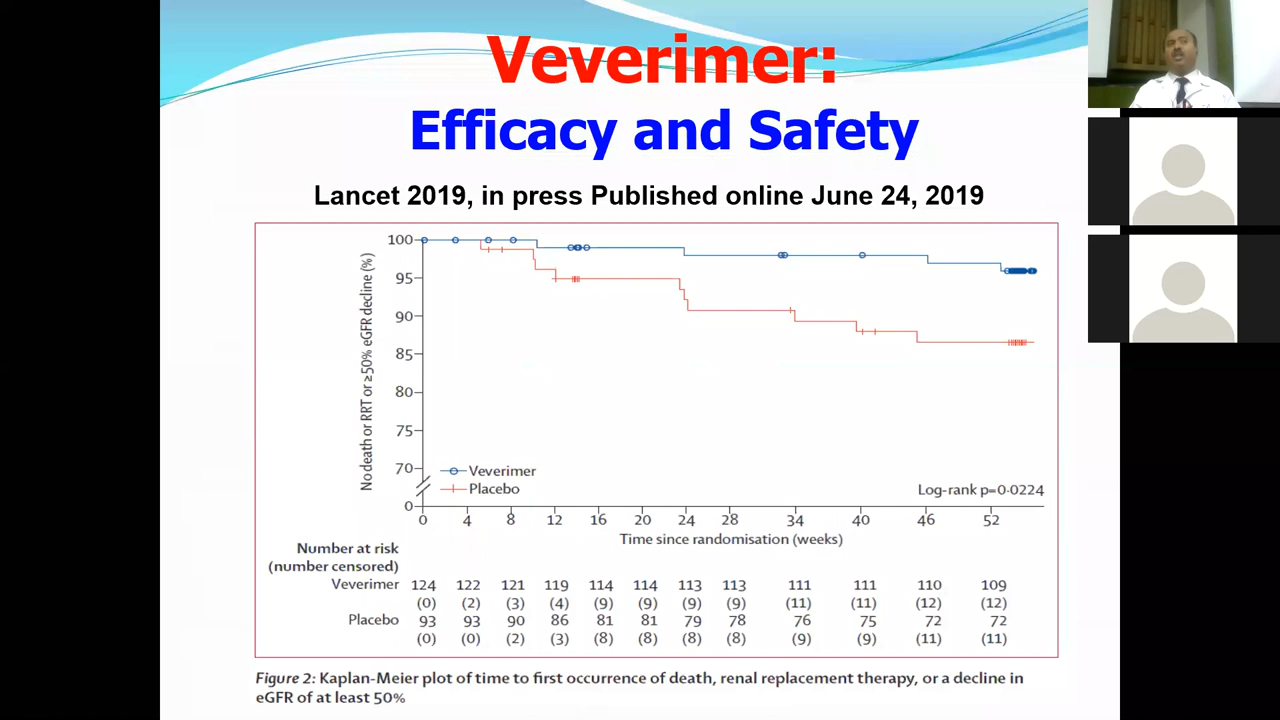 Veverimer:
Efficacy and Safety
Lancet 2019, in press Published online June 24, 2019
No death or RRT or ≥50% eGFR decline (%)
100
95
90
85
80
75
70
0
Veverimer
Placebo
Log-rank p=0·0224
0 4 8 12 16 20 24 28 34 40 46 52
Time since randomisation (weeks)
Number at risk
(number censored)
Veverimer 124 122 121 119 114 114 113 113 111 111 110 109
(0) (2) (3) (4) (9) (9) (9) (9) (11) (11) (12) (12)
Placebo 93 93 90 86 81 81 79 78 76 75 72 72
(0) (0) (2) (3) (8) (8) (8) (8) (9) (9) (11) (11)
Figure 2: Kaplan-Meier plot of time to first occurrence of death, renal replacement therapy, or a decline in
eGFR of at least 50%